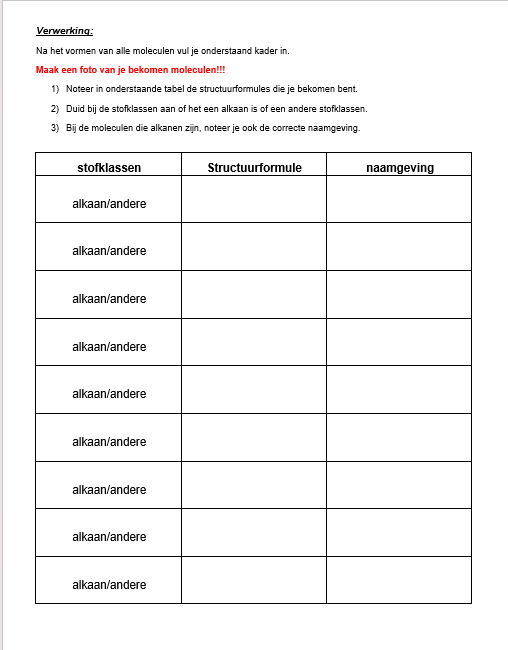 Verwerking:
Na het vormen van alle moleculen vul je onderstaand kader in.
Maak een foto van je bekomen moleculen!!!
1) Noteer in onderstaande tabel de structuurformules die je bekomen bent.
2) Duid bij de stofklassen aan of het een alkaan is of een andere stofklassen.
3) Bij de moleculen die alkanen zijn, noteer je ook de correcte naamgeving.
stofklassen Structuurformule naamgeving
alkaan/andere
alkaan/andere
alkaan/andere
alkaan/andere
alkaan/andere
alkaan/andere
alkaan/andere
alkaan/andere
alkaan/andere